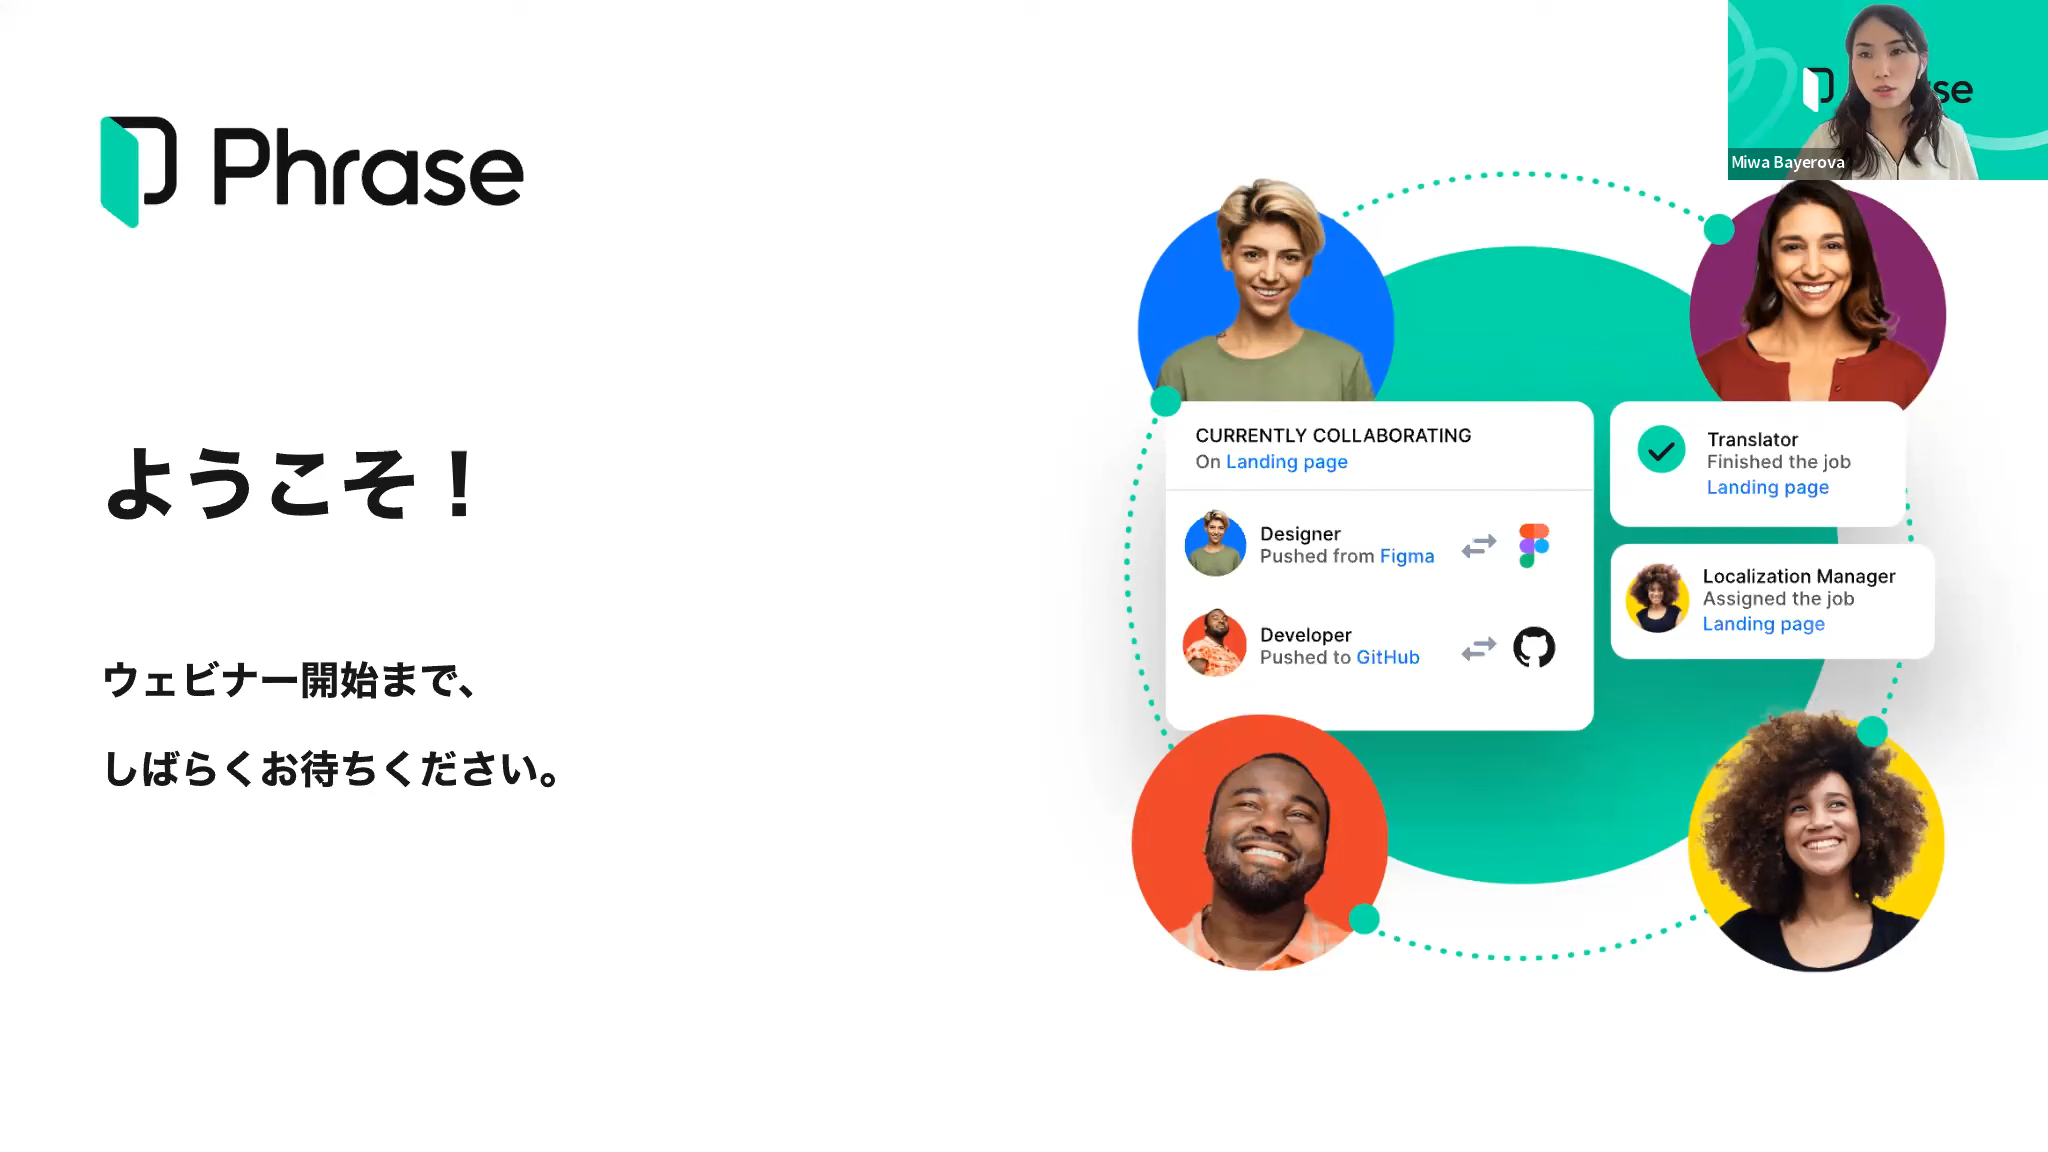 Phrase
ようこそ！
ウェビナー開始まで、
しばらくお待ちください。
se
Miwa Bayerova
CURRENTLY COLLABORATING
On Landing page
Designer
Pushed from Figma
Developer
Pushed to GitHub
Translator
Finished the job
Landing page
Localization Manager
Assigned the job
Landing page